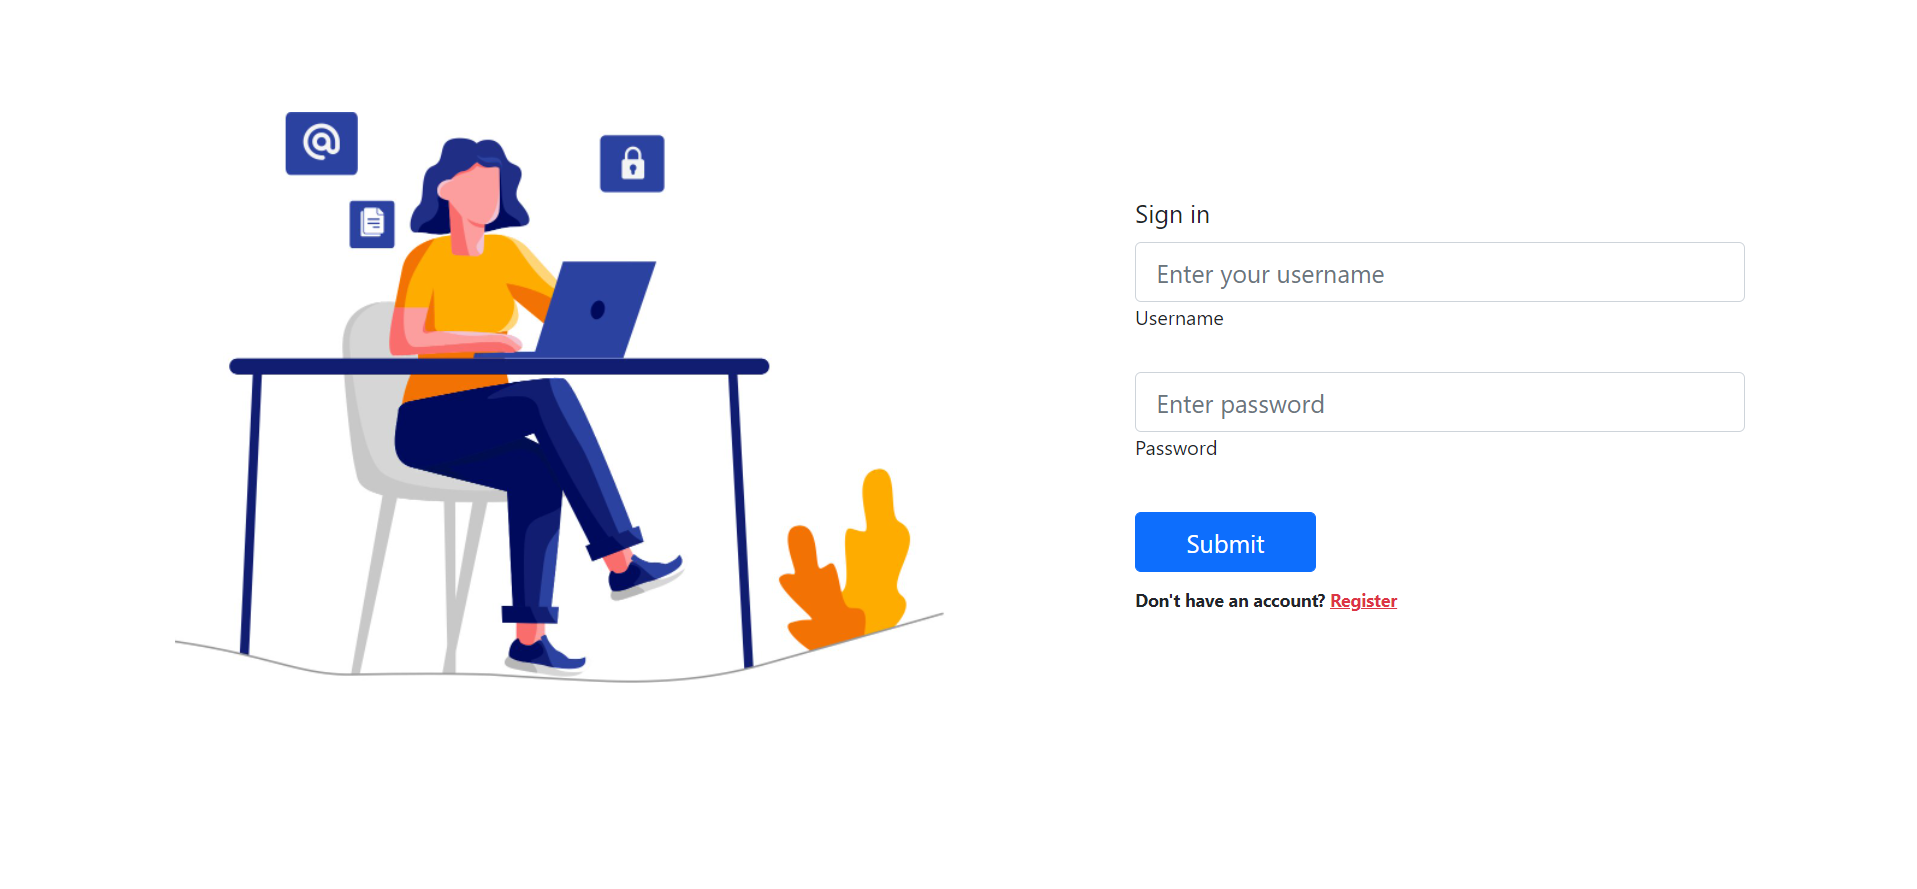 Sign in
Enter your username
Username
Enter password
Password
Submit
Don't have an account? Register